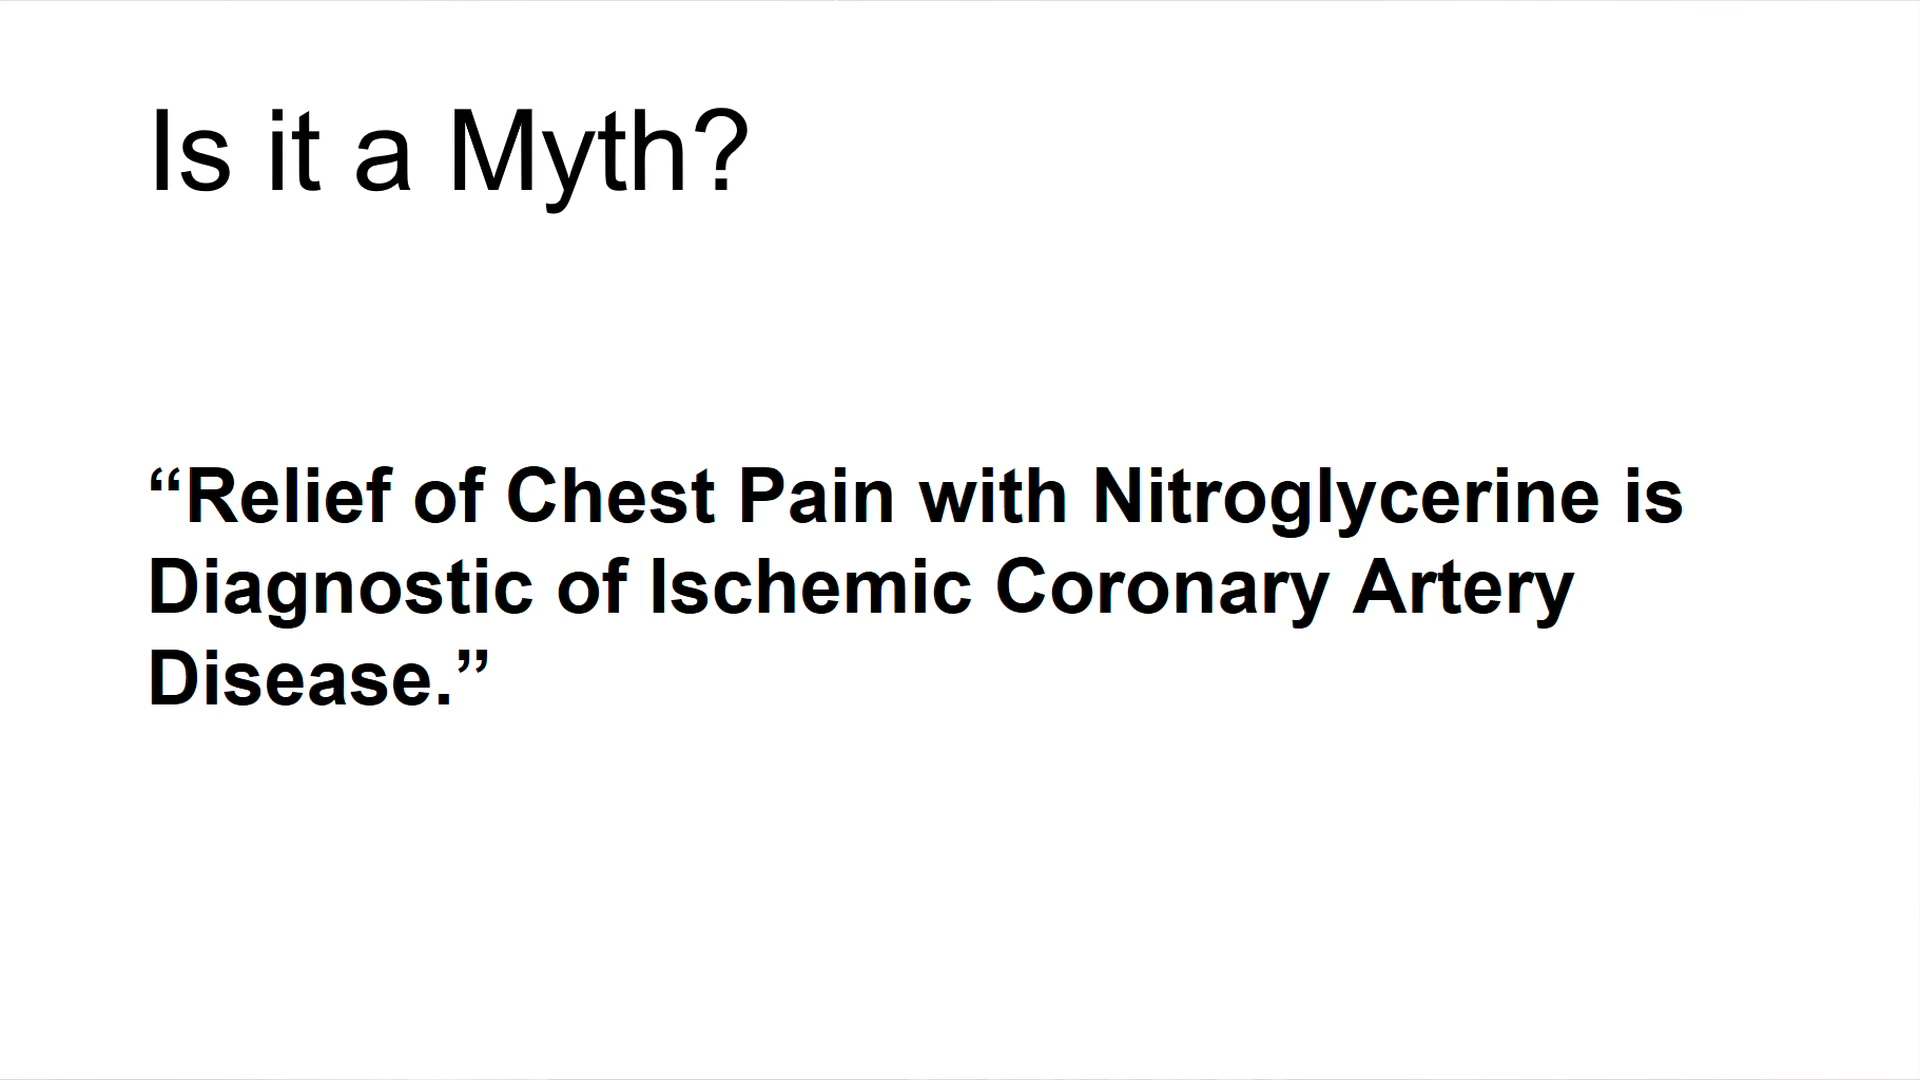 Is it a Myth?
“Relief of Chest Pain with Nitroglycerine is
Diagnostic of Ischemic Coronary Artery
Disease.”